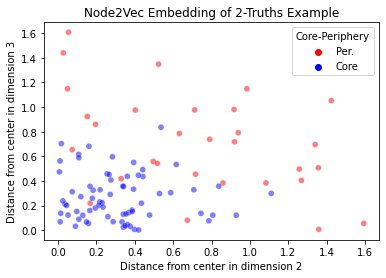 Node2Vec Embedding of 2-Truths Example
Core-Periphery
Per.
Core
Distance from center in dimension 3
1.6
1.4
1.2
1.0
0.8
0.6
0.4
0.2
0.0
0.0 0.2 0.4 0.6 0.8 1.0 1.2 1.4 1.6
Distance from center in dimension 2